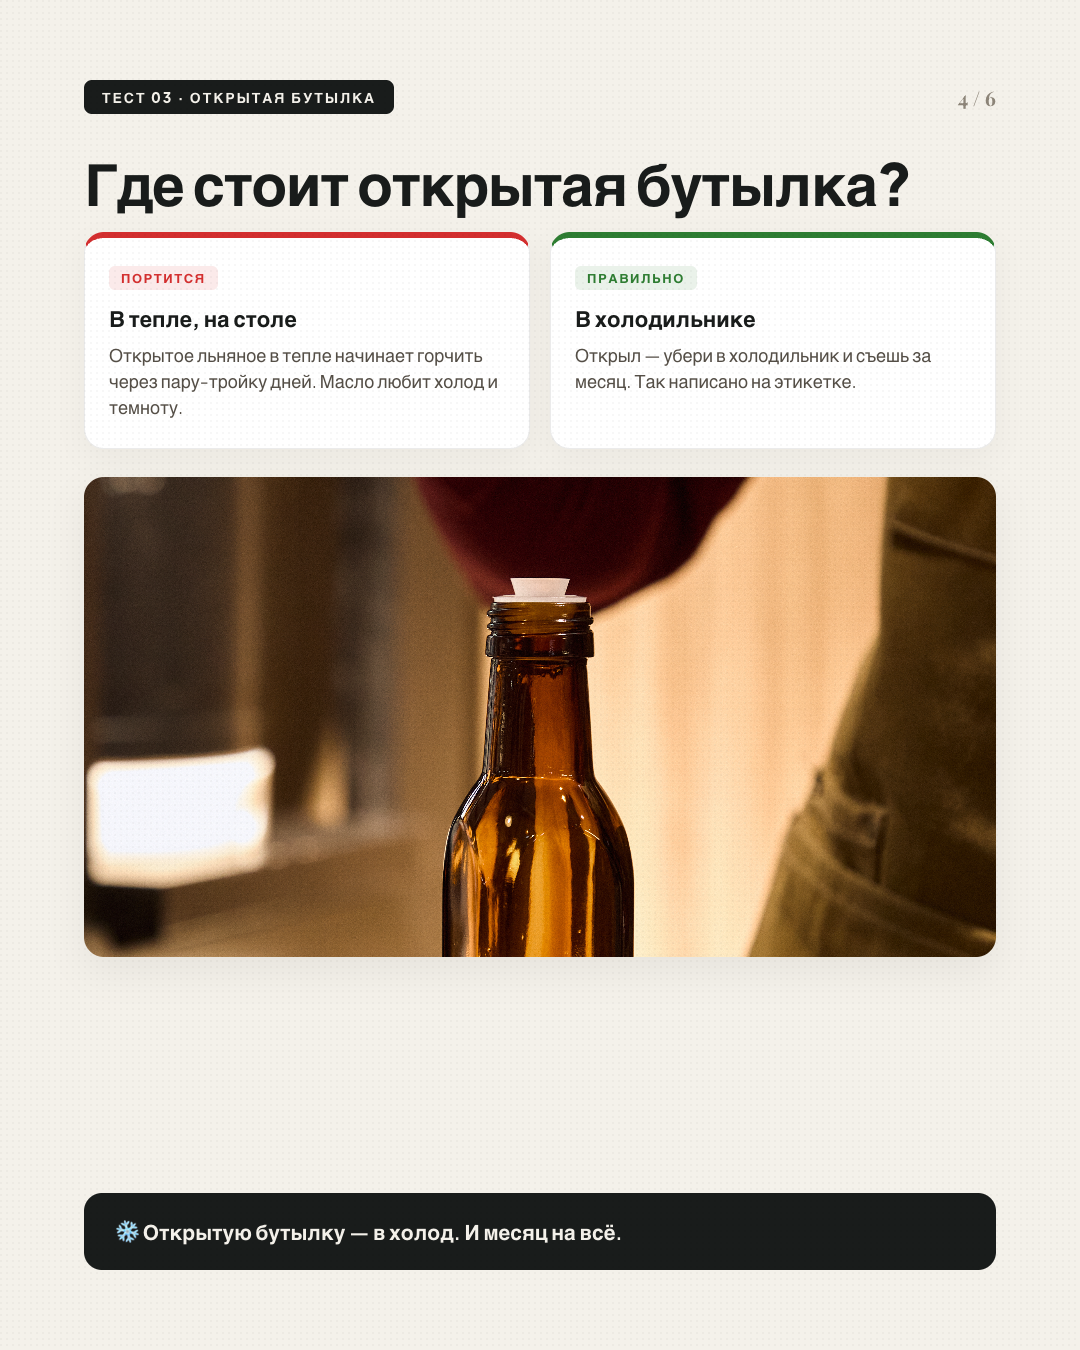 ТЕСТ 03 · ОТКРЫТАЯ БУТЫЛКА
4 / 6
Где стоит открытая бутылка?
ПОРТИТСЯ
В тепле, на столе
Открытое льняное в тепле начинает горчить
через пару-тройку дней. Масло любит холод и
темноту.
ПРАВИЛЬНО
В холодильнике
Открыл — убери в холодильник и съешь за
месяц. Так написано на этикетке.
❄️ Открытую бутылку — в холод. И месяц на всё.